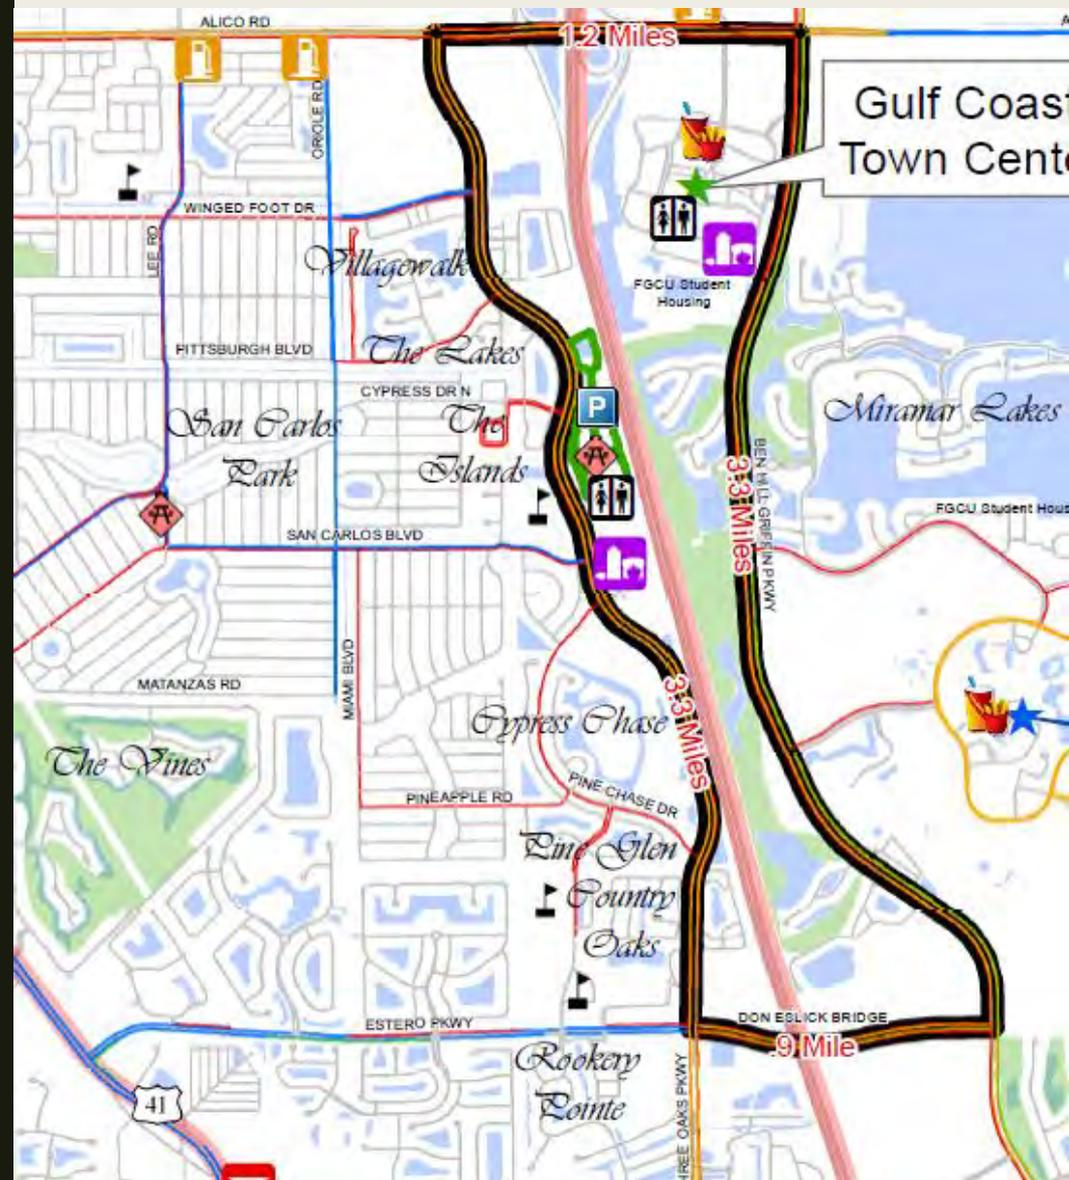 ALICO RD
1.2 Miles
A
Gulf Coast
Town Cente
ORIOLE RD
WINGED FOOT DR
LEE RD
Villagewalk
FGCU Student
Housing
PITTSBURGH BLVD
The Lakes
CYPRESS DR N
P
San Carlos
Park
The
Islands
Miramar Lakes
BEN HILL GRIFFIN PKWY
3.3 Miles
FGCU Student Hous
SAN CARLOS BLVD
MIAMI BLVD
MATANZAS RD
3.3 Miles
Cypress Chase
The Vines
PINE CHASE DR
PINEAPPLE RD
Pine Glen
Country
Oaks
DON ESLICK BRIDGE
ESTERO PKWY
.9 Mile
Rookery
Pointe
HREE OAKS PKWY
41